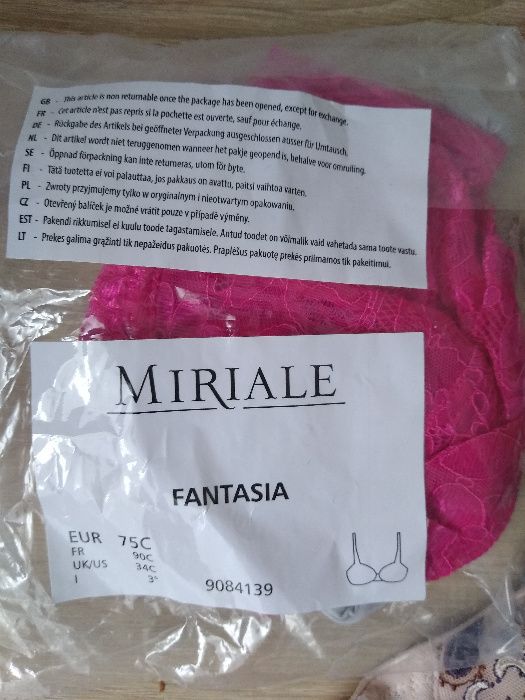 GB - This article is non returnable once the package has been opened, except for exchange.
FR - Cet article n'est pas repris si la pochette est ouverte, sauf pour échange.
DE - Rückgabe des Artikels bei geöffneter Verpackung ausgeschlossen ausser für Umtausch.
NL - Dit artikel wordt niet teruggenomen wanneer het pakje geopend is, behalve voor omruiling.
SE - Öppnad förpackning kan inte returneras, utom för byte.
FI - Tätä tuotetta ei voi palauttaa, jos pakkaus on avattu, paitsi vaihtoa varten.
PL - Zwroty przyjmujemy tylko w oryginalnym i nieotwartym opakowaniu.
CZ - Otevřený balíček je možné vrátit pouze v případě výměny.
EST - Pakendi rikkumisel ei kuulu toode tagastamisele. Antud toodet on võimalik vaid vahetada sama toote vastu.
LT - Prekes galima grąžinti tik nepažeidus pakuotės. Praplėšus pakuotę prekės priimamos tik pakeitimui.
MIRIALE
FANTASIA
EUR 75C
FR 90C
UK/US 34C
I 3ª
9084139